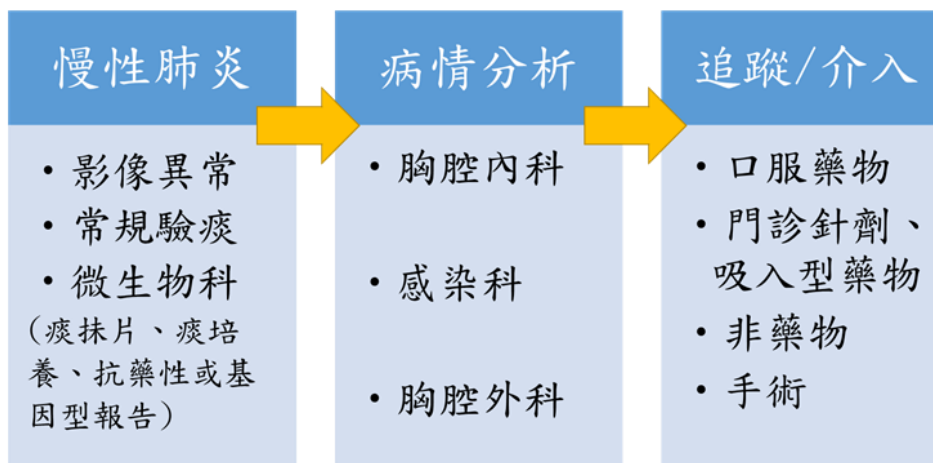 慢性肺炎
• 影像異常
• 常規驗痰
• 微生物科
(痰抹片、痰培
養、抗藥性或基
因型報告)
病情分析
• 胸腔內科
• 感染科
• 胸腔外科
追蹤/介入
• 口服藥物
• 門診針劑、
吸入型藥物
• 非藥物
• 手術